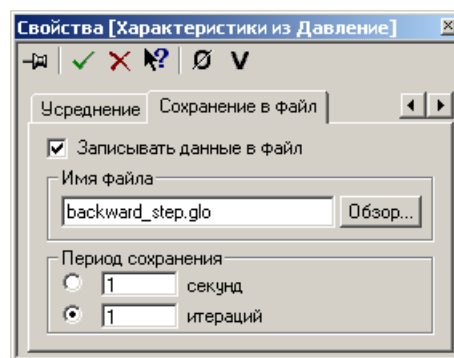 Свойства [Характеристики из Давление]
Усреднение Сохранение в файл
Записывать данные в файл
Имя файла
backward_step.glo Обзор...
Период сохранения
1 секунд
1 итераций